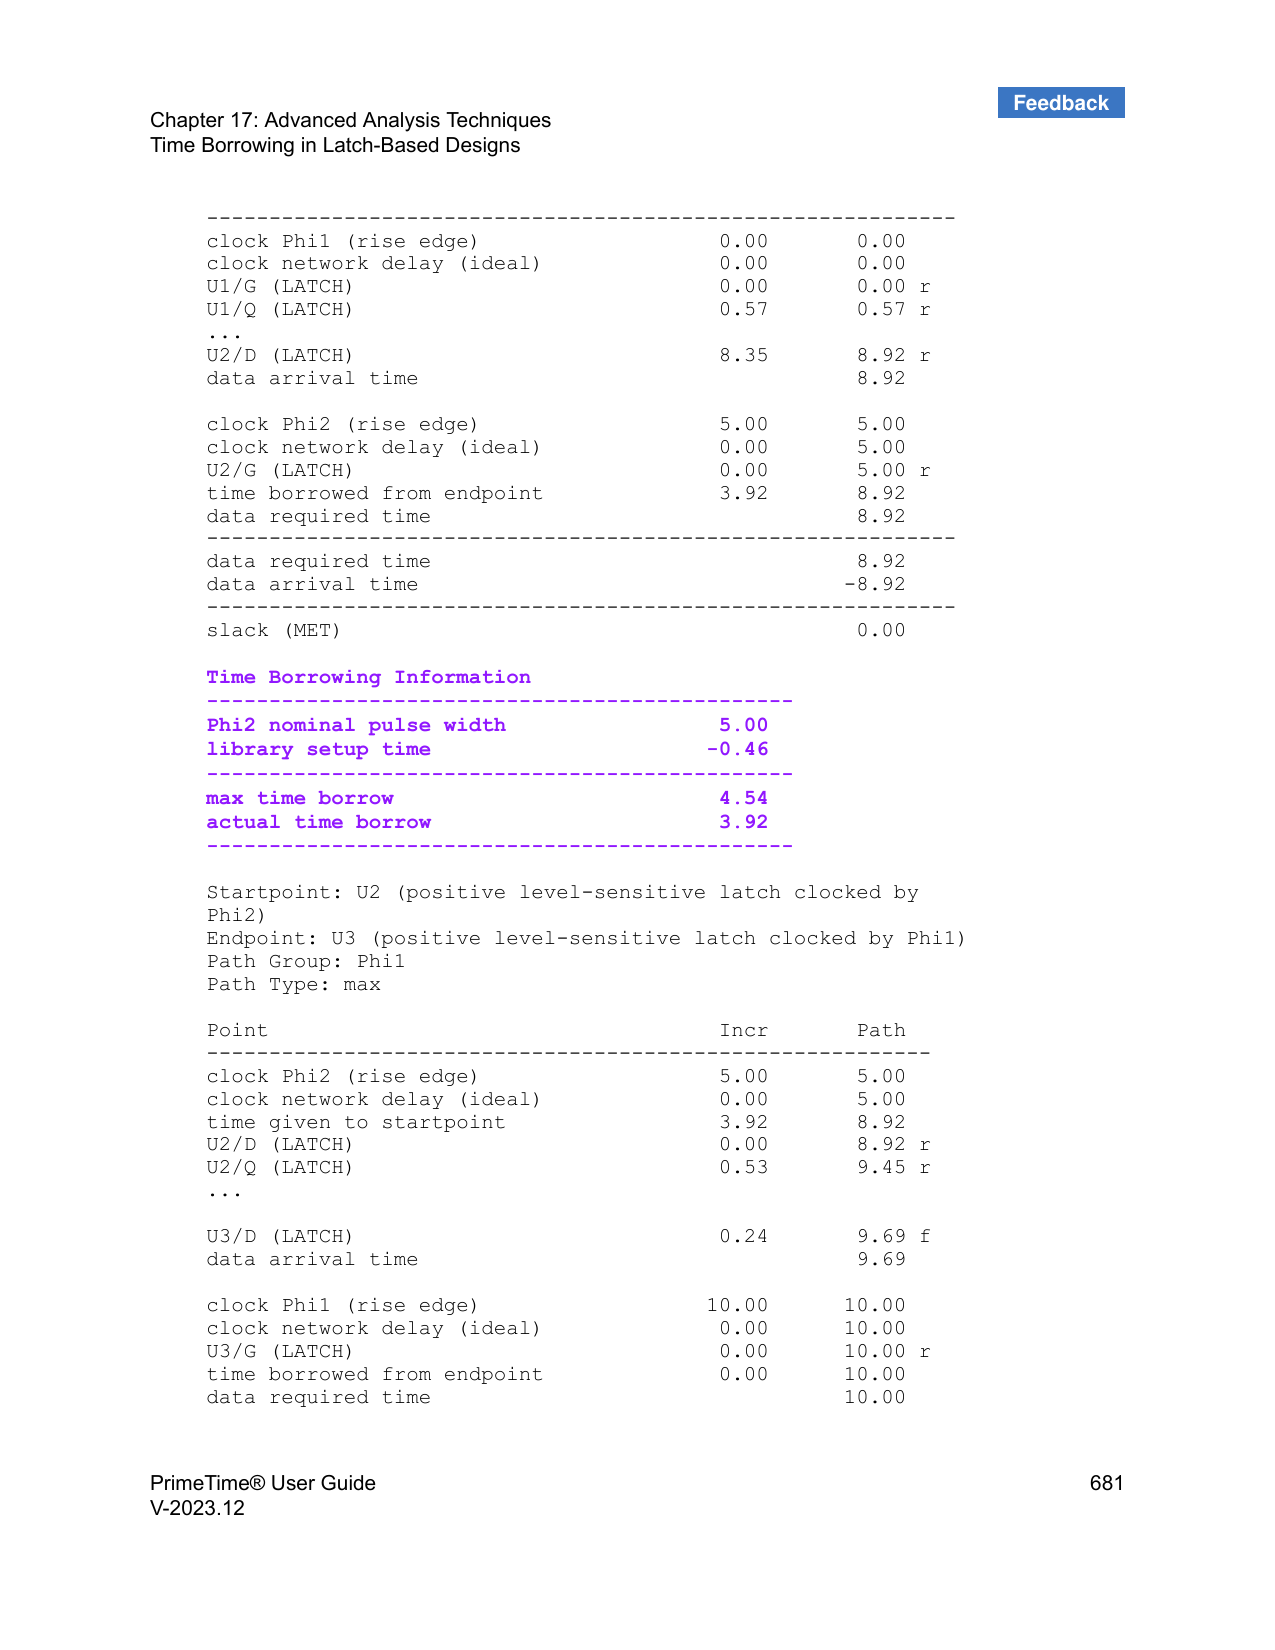 Feedback
Chapter 17: Advanced Analysis Techniques
Time Borrowing in Latch-Based Designs
------------------------------------------------------------
clock Phi1 (rise edge)                   0.00       0.00
clock network delay (ideal)              0.00       0.00
U1/G (LATCH)                             0.00       0.00 r
U1/Q (LATCH)                             0.57       0.57 r
...
U2/D (LATCH)                             8.35       8.92 r
data arrival time                                   8.92
clock Phi2 (rise edge)                   5.00       5.00
clock network delay (ideal)              0.00       5.00
U2/G (LATCH)                             0.00       5.00 r
time borrowed from endpoint              3.92       8.92
data required time                                  8.92
------------------------------------------------------------
data required time                                  8.92
data arrival time                                  -8.92
------------------------------------------------------------
slack (MET)                                         0.00
Time Borrowing Information
-----------------------------------------------
Phi2 nominal pulse width                 5.00
library setup time                      -0.46
-----------------------------------------------
max time borrow                          4.54
actual time borrow                       3.92
-----------------------------------------------
Startpoint: U2 (positive level-sensitive latch clocked by
Phi2)
Endpoint: U3 (positive level-sensitive latch clocked by Phi1)
Path Group: Phi1
Path Type: max
Point                                    Incr       Path
----------------------------------------------------------
clock Phi2 (rise edge)                   5.00       5.00
clock network delay (ideal)              0.00       5.00
time given to startpoint                 3.92       8.92
U2/D (LATCH)                             0.00       8.92 r
U2/Q (LATCH)                             0.53       9.45 r
...
U3/D (LATCH)                             0.24       9.69 f
data arrival time                                   9.69
clock Phi1 (rise edge)                  10.00      10.00
clock network delay (ideal)              0.00      10.00
U3/G (LATCH)                             0.00      10.00 r
time borrowed from endpoint              0.00      10.00
data required time                                 10.00
PrimeTime® User Guide 681
V-2023.12